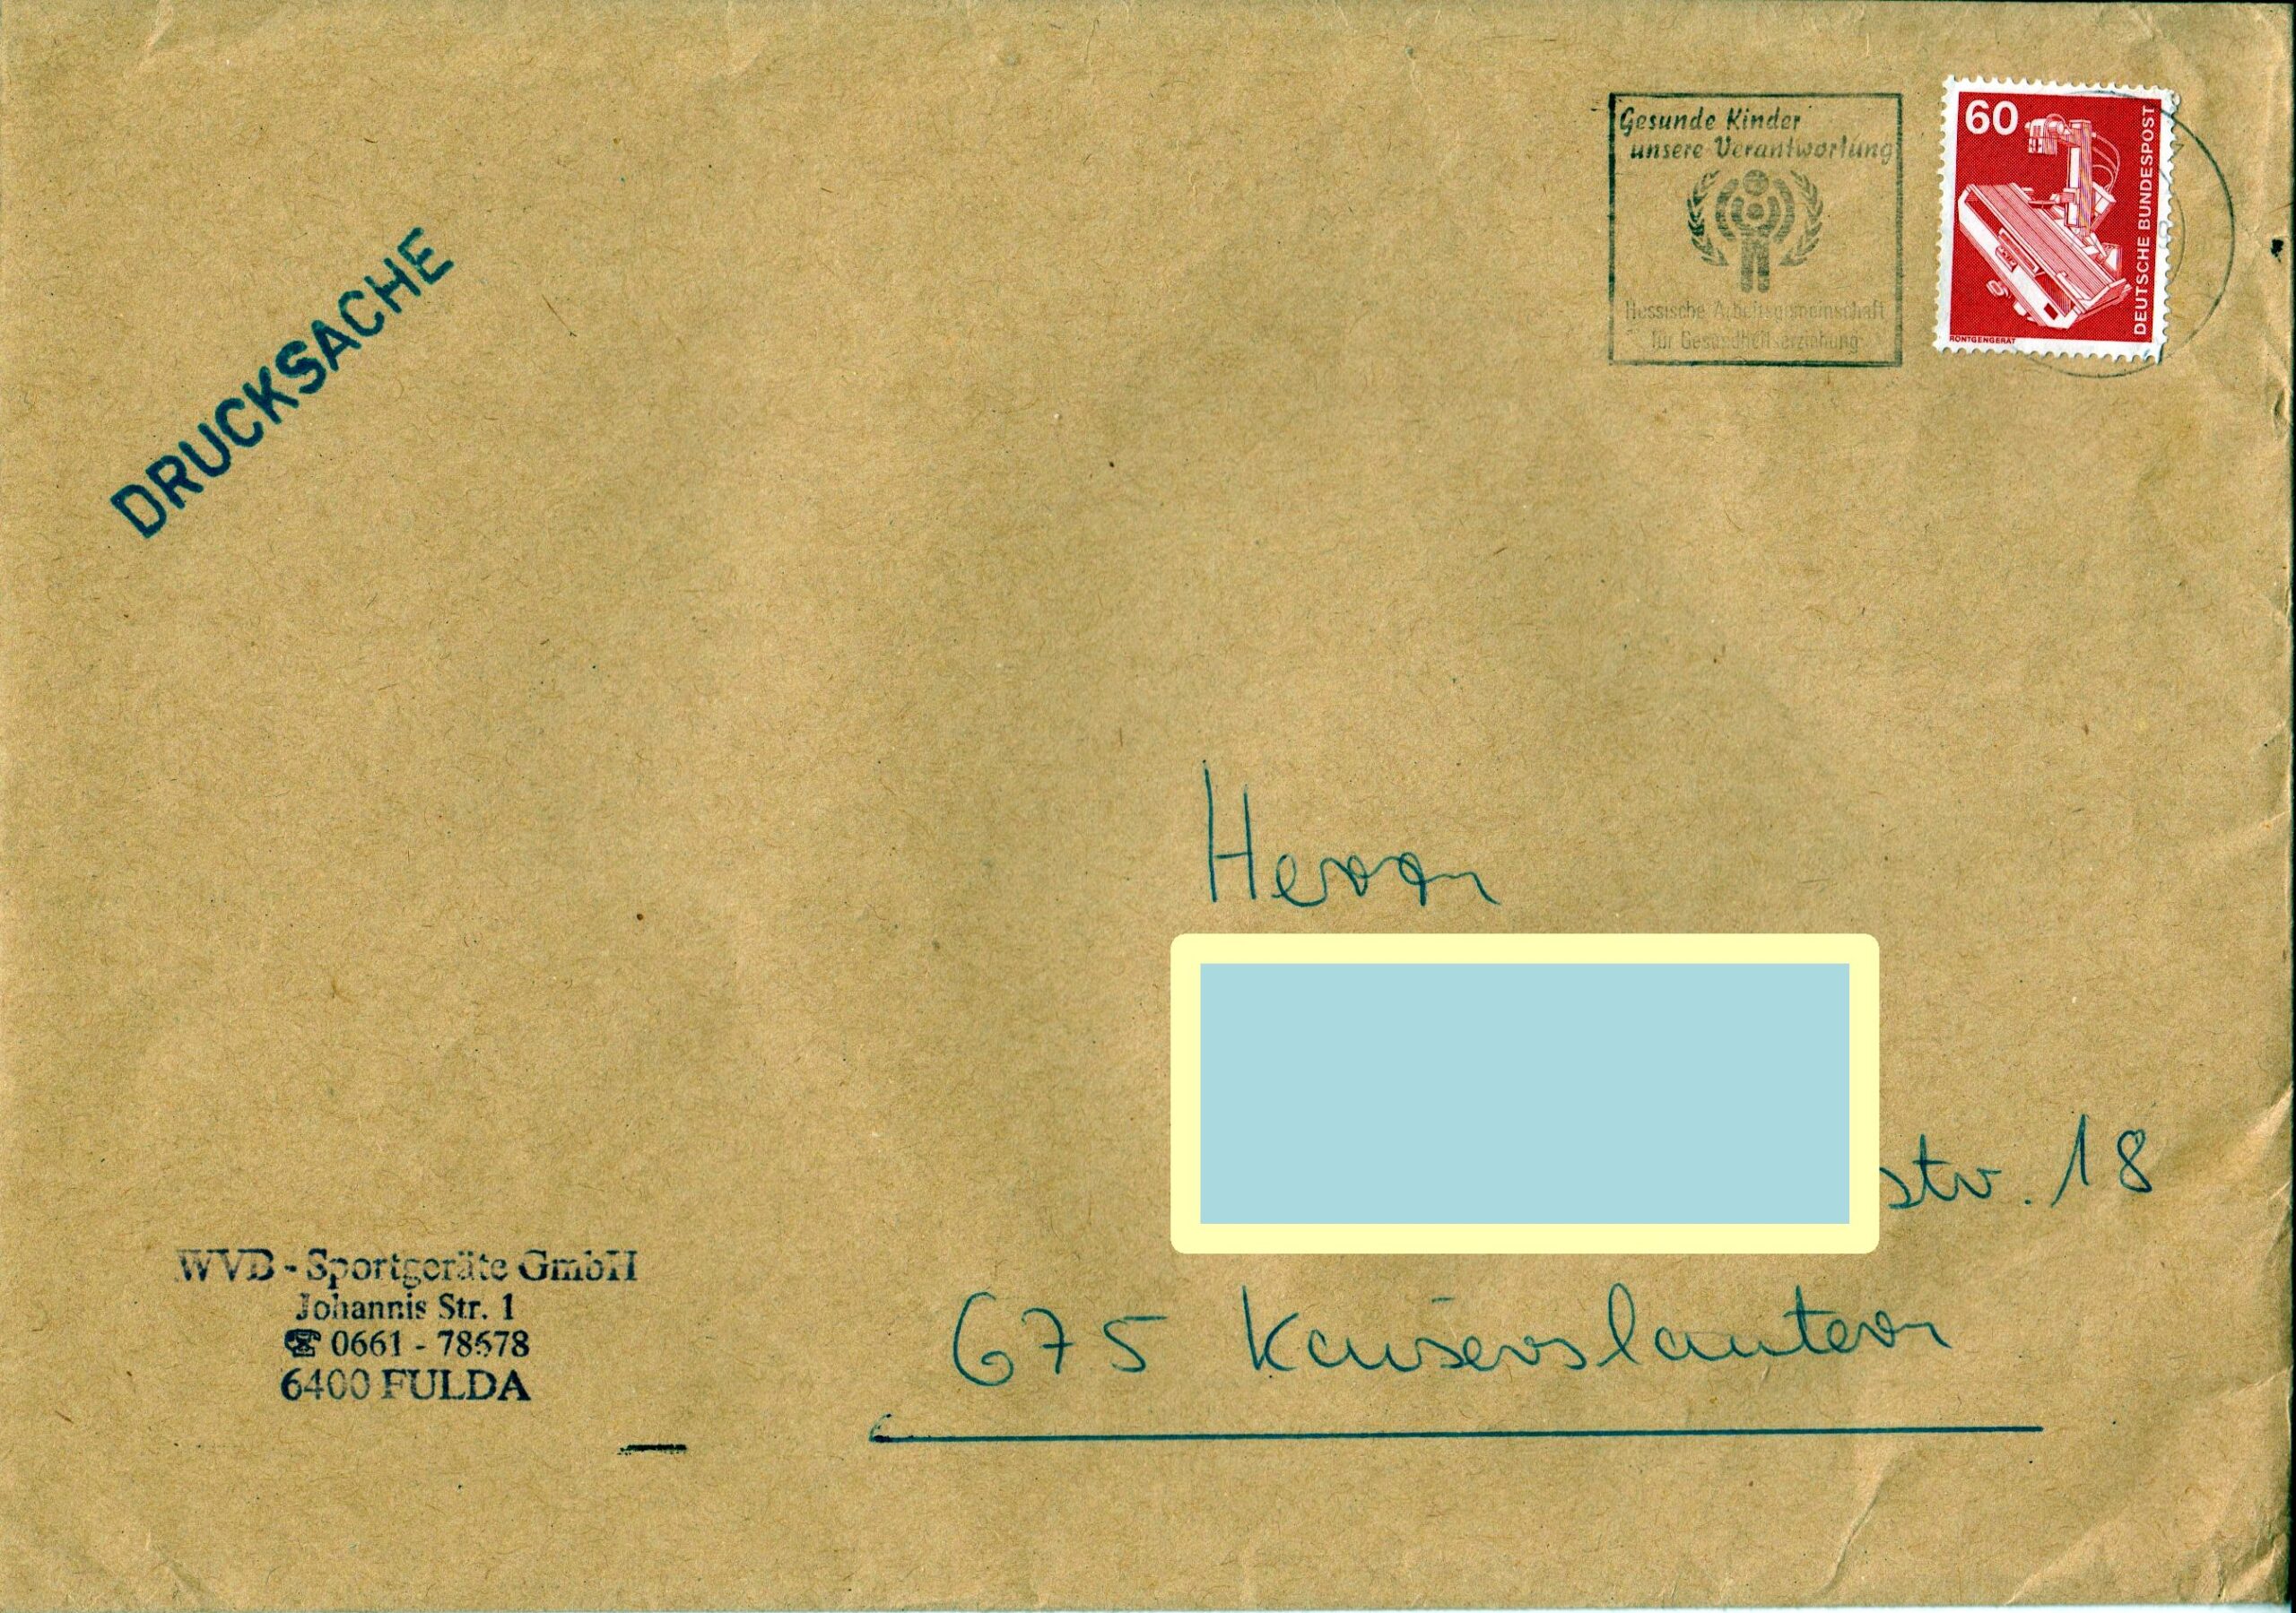 DRUCKSACHE
Gesunde Kinder
unsere Verantwortung
Hessische Arbeitsgemeinschaft
für Gesundheitserziehung
60
DEUTSCHE BUNDESPOST
RÖNTGENGERÄT
Herrn
str. 18
675 Kaiserslautern
WVB - Sportgeräte GmbH
Johannis Str. 1
☎ 0661 - 78678
6400 FULDA